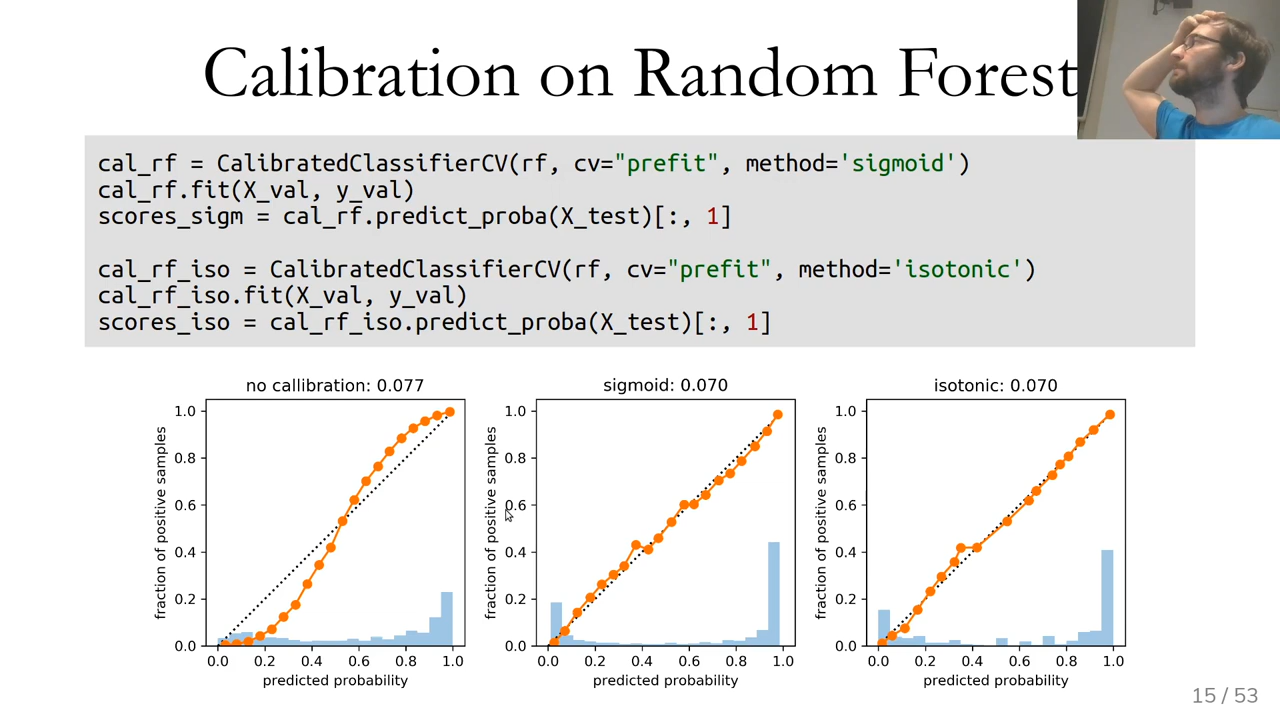 Calibration on Random Forest
cal_rf = CalibratedClassifierCV(rf, cv="prefit", method='sigmoid')
cal_rf.fit(X_val, y_val)
scores_sigm = cal_rf.predict_proba(X_test)[:, 1]
cal_rf_iso = CalibratedClassifierCV(rf, cv="prefit", method='isotonic')
cal_rf_iso.fit(X_val, y_val)
scores_iso = cal_rf_iso.predict_proba(X_test)[:, 1]
no callibration: 0.077
fraction of positive samples
1.0
0.8
0.6
0.4
0.2
0.0
0.0 0.2 0.4 0.6 0.8 1.0
predicted probability
sigmoid: 0.070
fraction of positive samples
1.0
0.8
0.6
0.4
0.2
0.0
0.0 0.2 0.4 0.6 0.8 1.0
predicted probability
isotonic: 0.070
fraction of positive samples
1.0
0.8
0.6
0.4
0.2
0.0
0.0 0.2 0.4 0.6 0.8 1.0
predicted probability
15 / 53